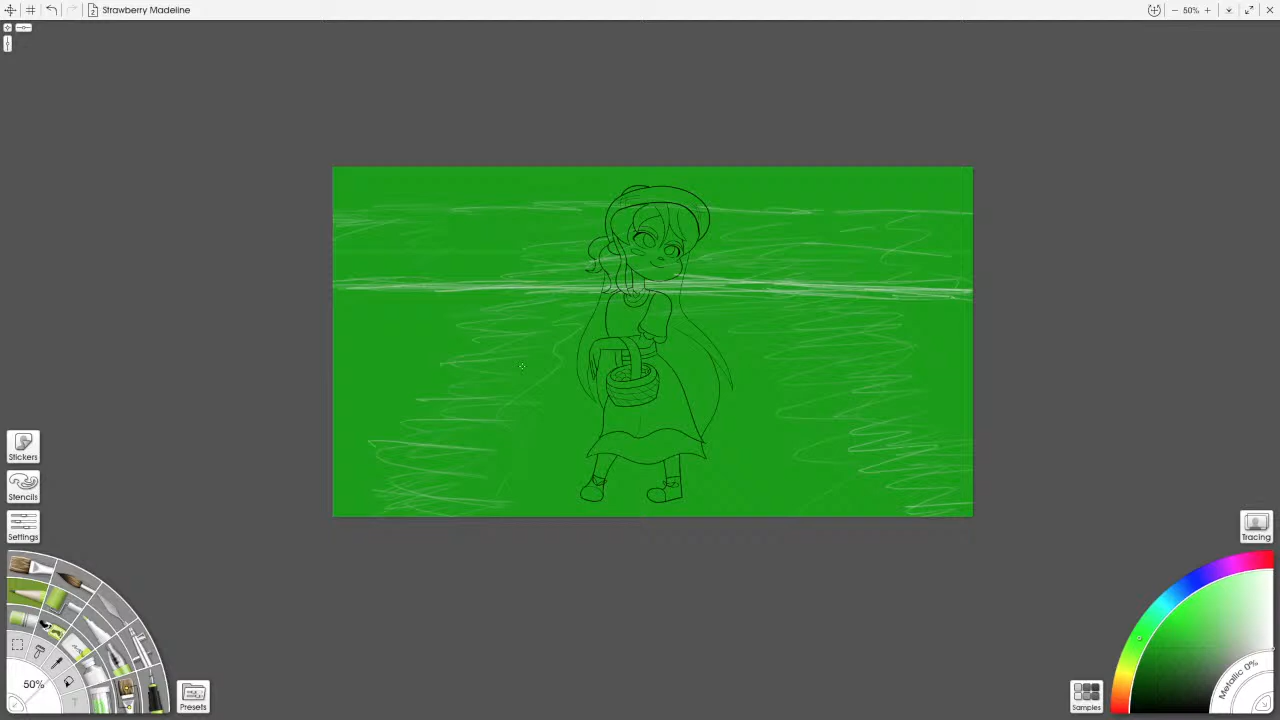 Strawberry Madeline
50%
Stickers
Stencils
Settings
50%
Presets
Tracing
Metallic 0%
Samples